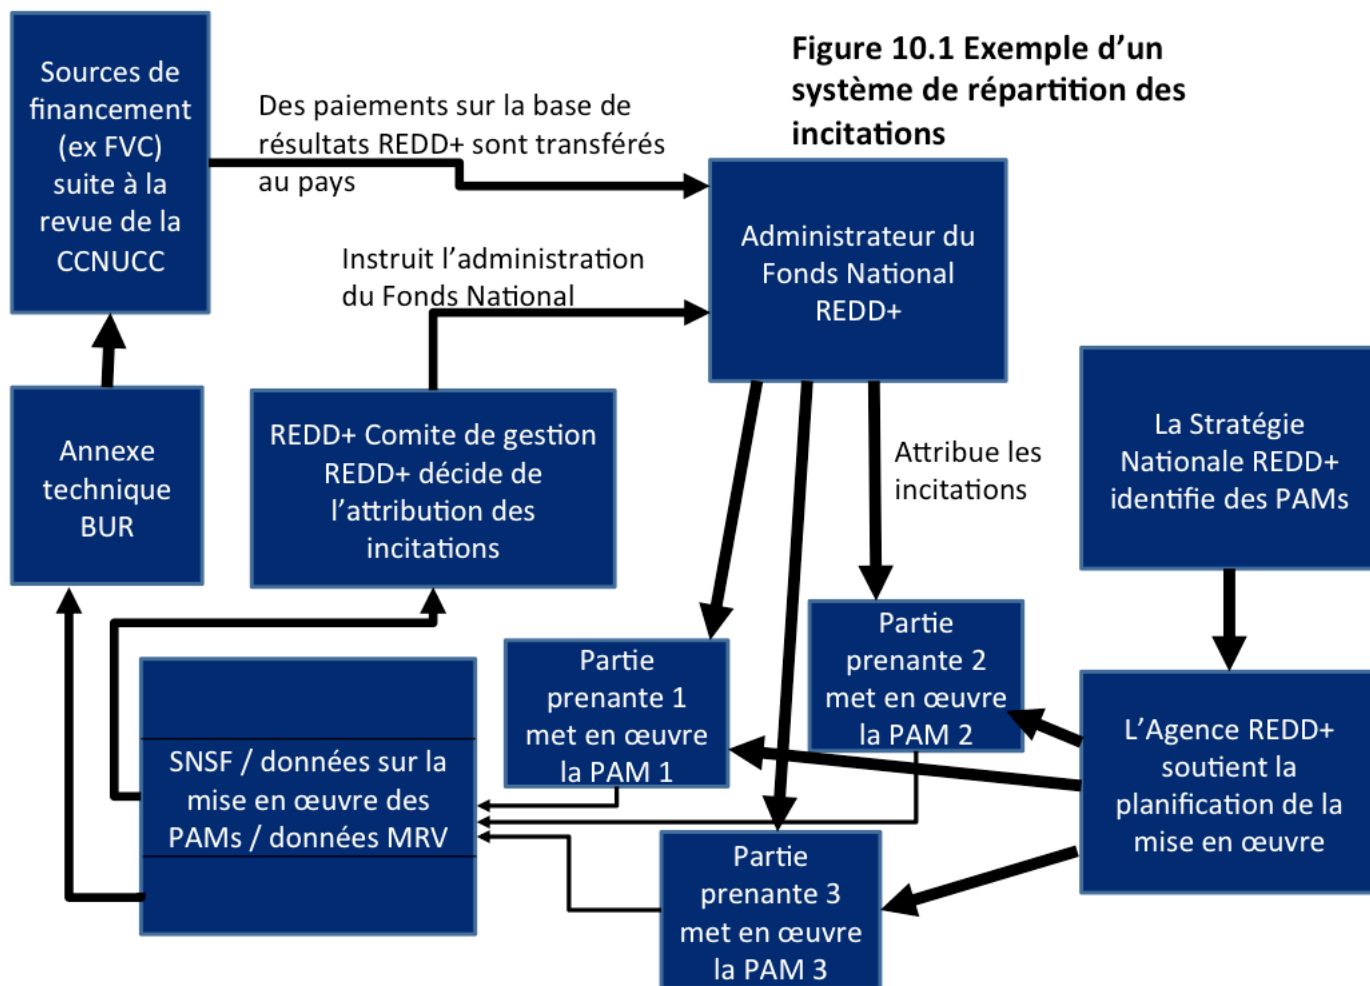 Figure 10.1 Exemple d’un
système de répartition des
incitations
Sources de
financement
(ex FVC)
suite à la
revue de la
CCNUCC
Des paiements sur la base de
résultats REDD+ sont transférés
au pays
Instruit l’administration
du Fonds National
Administrateur du
Fonds National
REDD+
Annexe
technique
BUR
REDD+ Comite de gestion
REDD+ décide de
l’attribution des
incitations
Attribue les
incitations
La Stratégie
Nationale REDD+
identifie des PAMs
Partie
prenante 1
met en œuvre
la PAM 1
Partie
prenante 2
met en œuvre
la PAM 2
L’Agence REDD+
soutient la
planification de la
mise en œuvre
SNSF / données sur la
mise en œuvre des
PAMs / données MRV
Partie
prenante 3
met en œuvre
la PAM 3